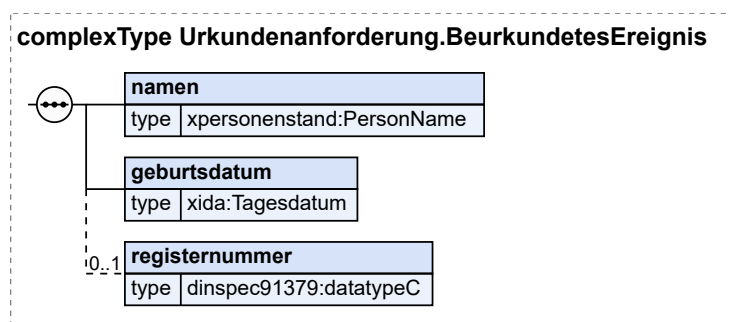 complexType Urkundenanforderung.BeurkundetesEreignis
namen
type xpersonenstand:PersonName
geburtsdatum
type xida:Tagesdatum
0..1
registernummer
type dinspec91379:datatypeC